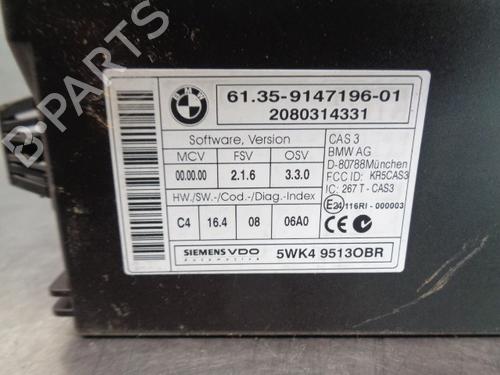 B-PARTS
BMW
61.35-9147196-01
2080314331
Software, Version
MCV FSV OSV
00.00.00 2.1.6 3.3.0
HW./SW.-/Cod.-/Diag.-Index
C4 16.4 08 06A0
CAS 3
BMW AG
D-80788München
FCC ID: KR5CAS3
IC: 267 T - CAS3
E24 116RI - 000003
SIEMENS VDO
Automotive
5WK4 9513OBR